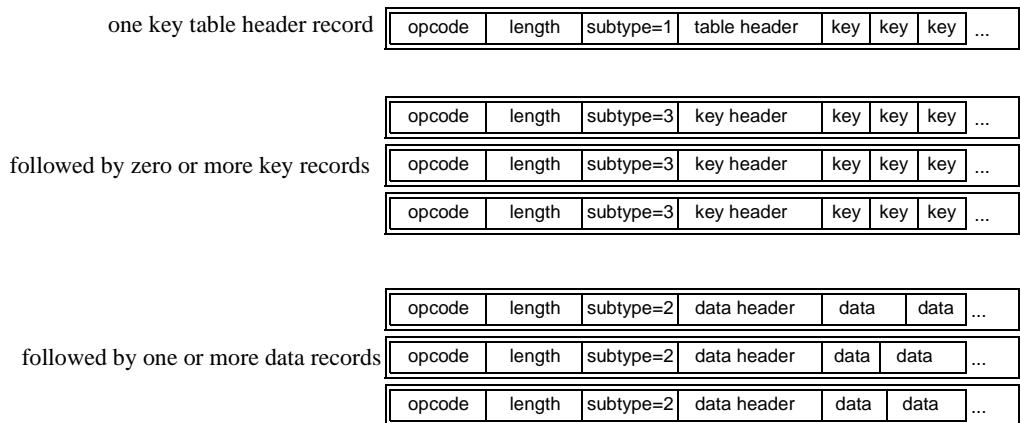 one key table header record opcode length subtype=1 table header key key key ...
opcode length subtype=3 key header key key key ...
followed by zero or more key records opcode length subtype=3 key header key key key ...
opcode length subtype=3 key header key key key ...
opcode length subtype=2 data header data data ...
followed by one or more data records opcode length subtype=2 data header data data ...
opcode length subtype=2 data header data data ...